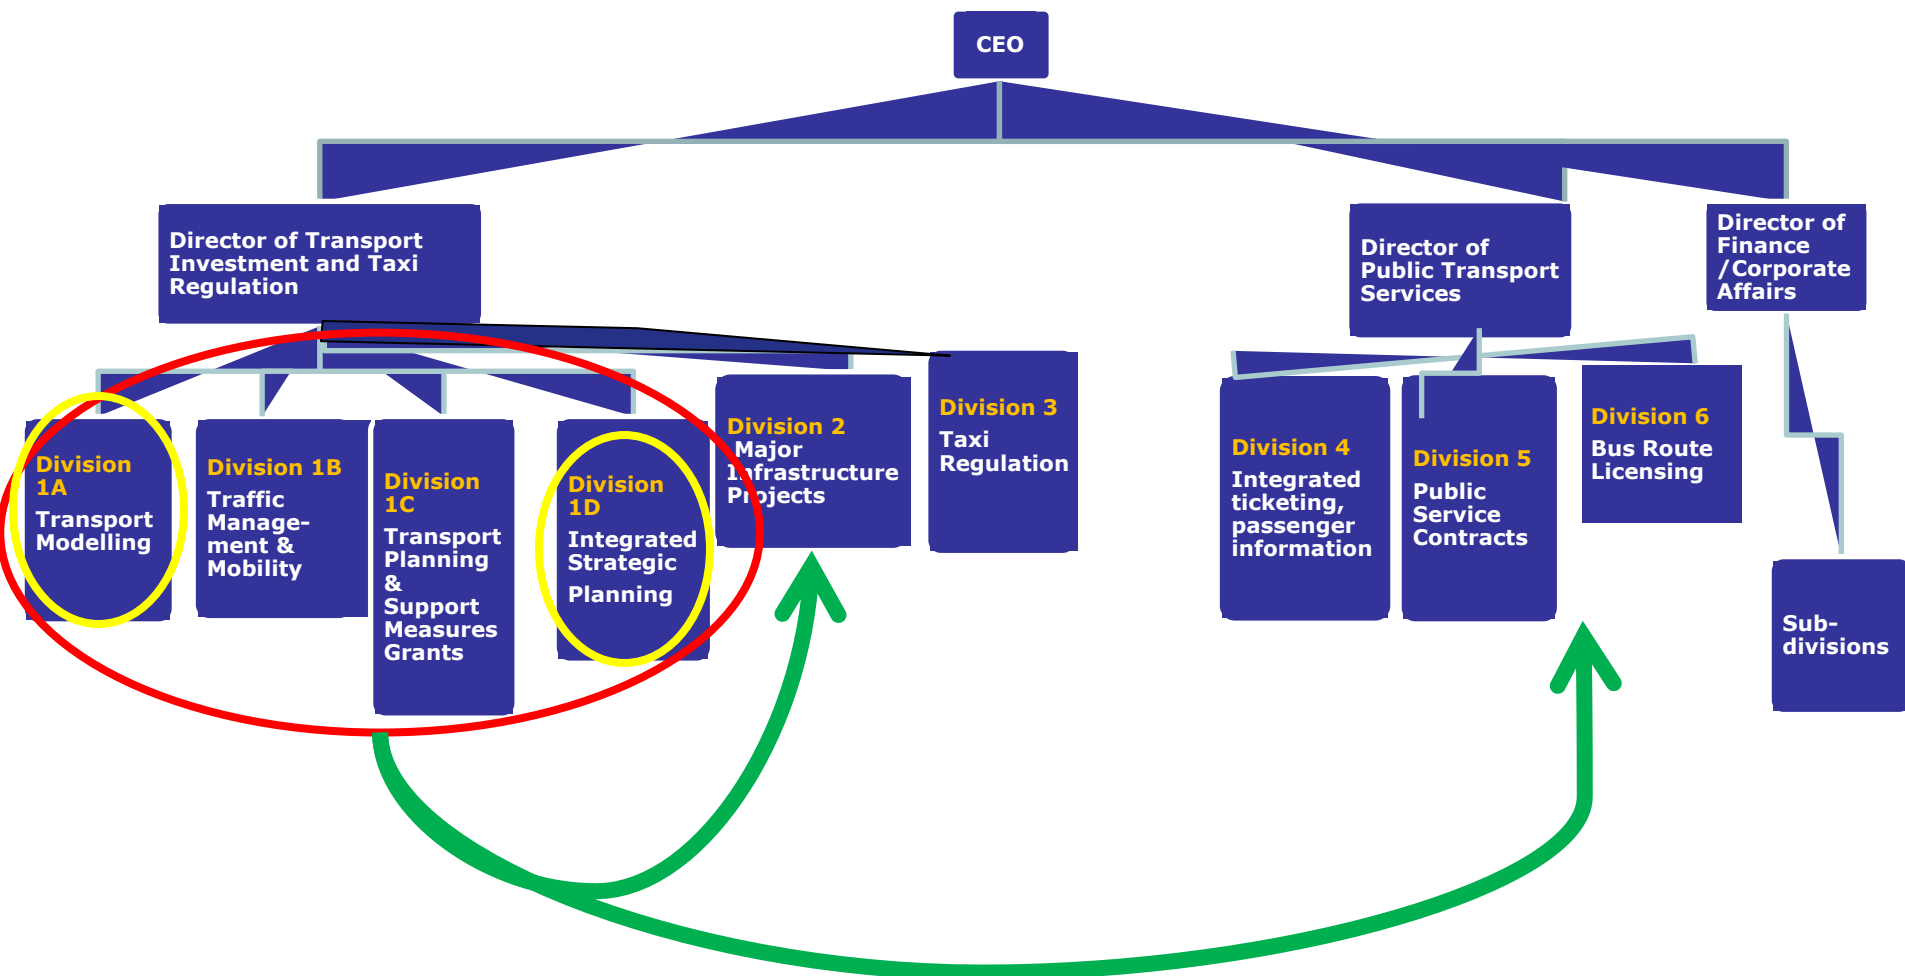 CEO
Director of Transport
Investment and Taxi
Regulation
Director of
Public Transport
Services
Director of
Finance
/Corporate
Affairs
Division
1A
Transport
Modelling
Division 1B
Traffic
Manage-
ment &
Mobility
Division
1C
Transport
Planning
&
Support
Measures
Grants
Division
1D
Integrated
Strategic
Planning
Division 2
Major
Infrastructure
Projects
Division 3
Taxi
Regulation
Division 4
Integrated
ticketing,
passenger
information
Division 5
Public
Service
Contracts
Division 6
Bus Route
Licensing
Sub-
divisions